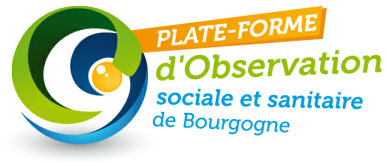 PLATE-FORME
d'Observation
sociale et sanitaire
de Bourgogne